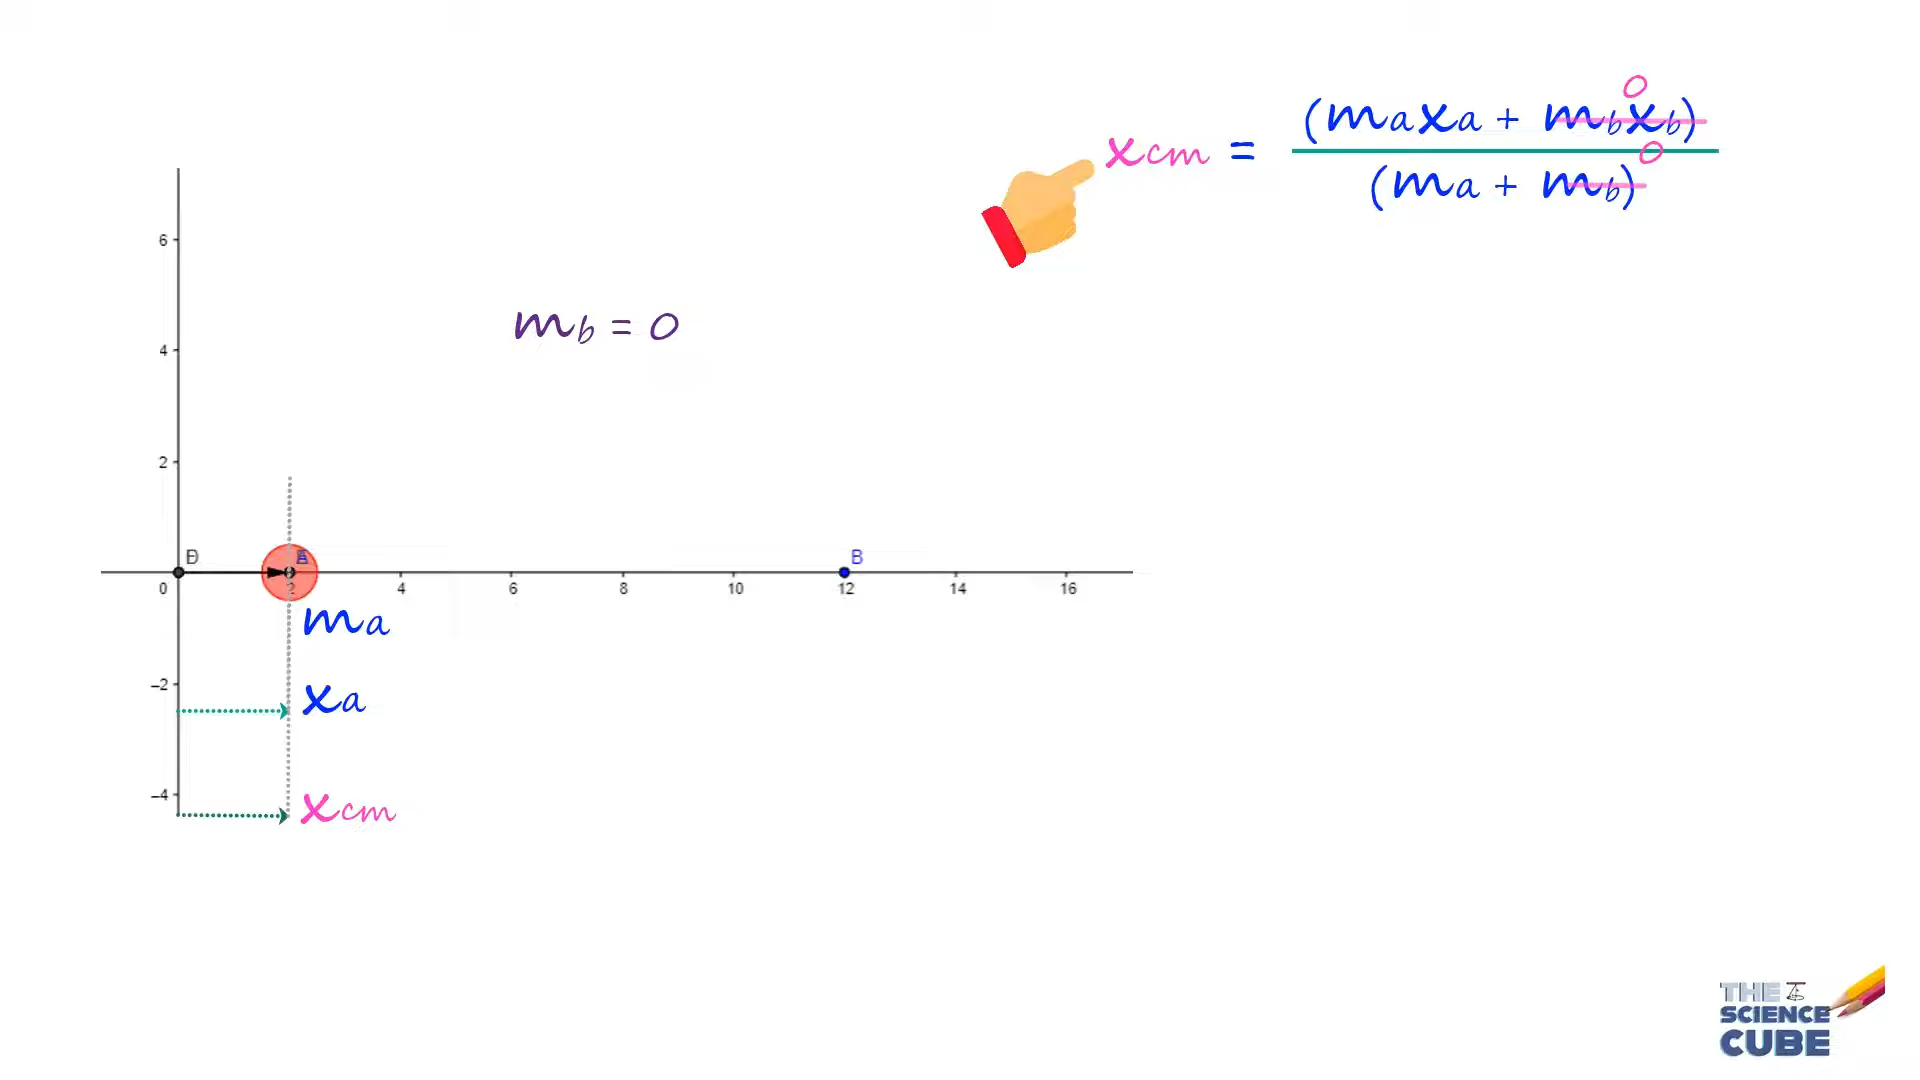 0
xcm = (maxa + mbxb)
0
(ma + mb)
6
mb = 0
4
2
D A B
0 2 4 6 8 10 12 14 16
ma
-2
xa
-4
xcm
THE
SCIENCE
CUBE